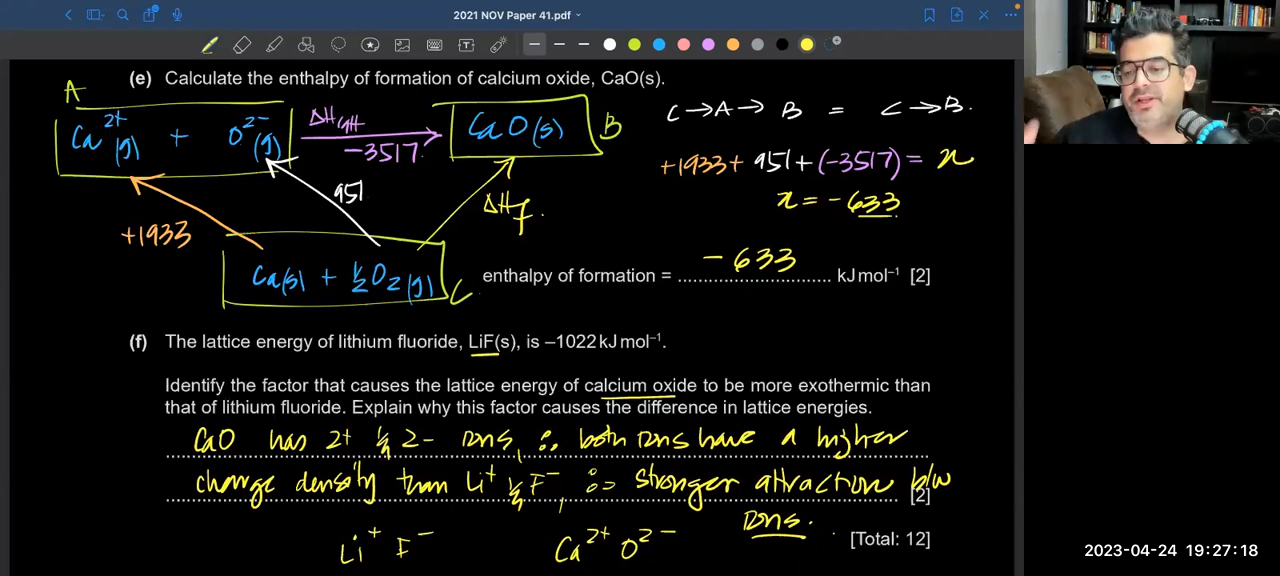 2021 NOV Paper 41.pdf
(e) Calculate the enthalpy of formation of calcium oxide, CaO(s).
A
Ca²⁺(g) + O²⁻(g)
ΔH
-3517
CaO(s)
B
C → A → B = C → B.
+1933 + 951 + (-3517) = x
x = -633
951
ΔHf.
+1933
Ca(s) + ½O₂(g)
C
-633
enthalpy of formation = .............................. kJ mol⁻¹ [2]
(f) The lattice energy of lithium fluoride, LiF(s), is –1022 kJ mol⁻¹.
Identify the factor that causes the lattice energy of calcium oxide to be more exothermic than
that of lithium fluoride. Explain why this factor causes the difference in lattice energies.
CaO has 2+ & 2- ions, ∴ both ions have a higher
charge density than Li⁺ & F⁻, ∴ stronger attraction b/w
[2]
ions.
Li⁺ F⁻
Ca²⁺ O²⁻
[Total: 12]
2023-04-24 19:27:18